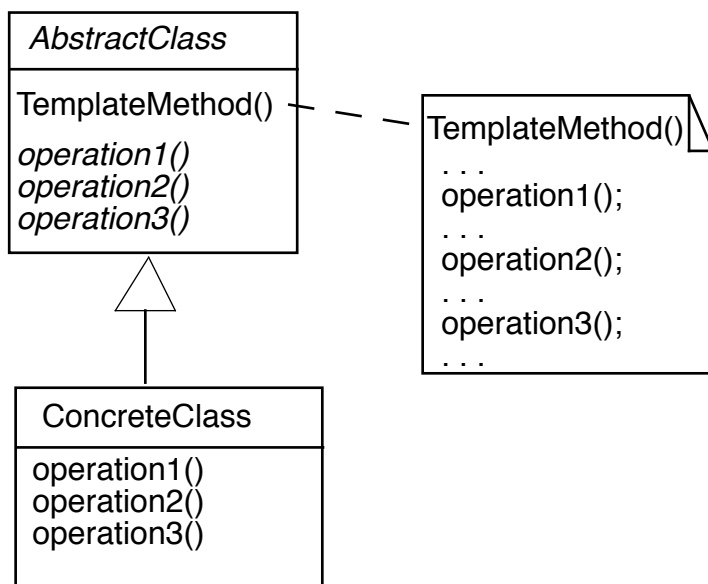 AbstractClass
TemplateMethod()
operation1()
operation2()
operation3()
TemplateMethod()
. . .
operation1();
. . .
operation2();
. . .
operation3();
. . .
ConcreteClass
operation1()
operation2()
operation3()